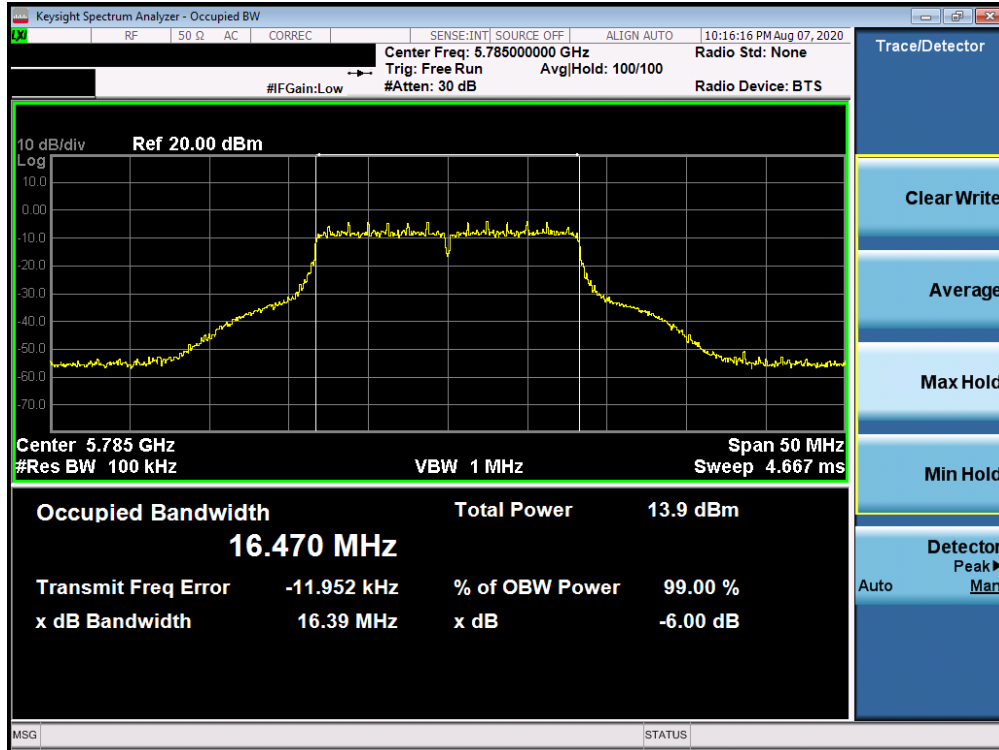 Keysight Spectrum Analyzer - Occupied BW
LXI RF 50 Ω AC CORREC SENSE:INT SOURCE OFF ALIGN AUTO 10:16:16 PM Aug 07, 2020
Center Freq: 5.785000000 GHz Radio Std: None
Trig: Free Run Avg|Hold: 100/100
#IFGain:Low #Atten: 30 dB Radio Device: BTS
Trace/Detector
10 dB/div Ref 20.00 dBm
Log
10.0
0.00
-10.0
-20.0
-30.0
-40.0
-50.0
-60.0
-70.0
Center 5.785 GHz Span 50 MHz
#Res BW 100 kHz VBW 1 MHz Sweep 4.667 ms
Occupied Bandwidth Total Power 13.9 dBm
16.470 MHz
Transmit Freq Error -11.952 kHz % of OBW Power 99.00 %
x dB Bandwidth 16.39 MHz x dB -6.00 dB
Clear Write
Average
Max Hold
Min Hold
Detector
Peak▶
Auto Man
MSG STATUS